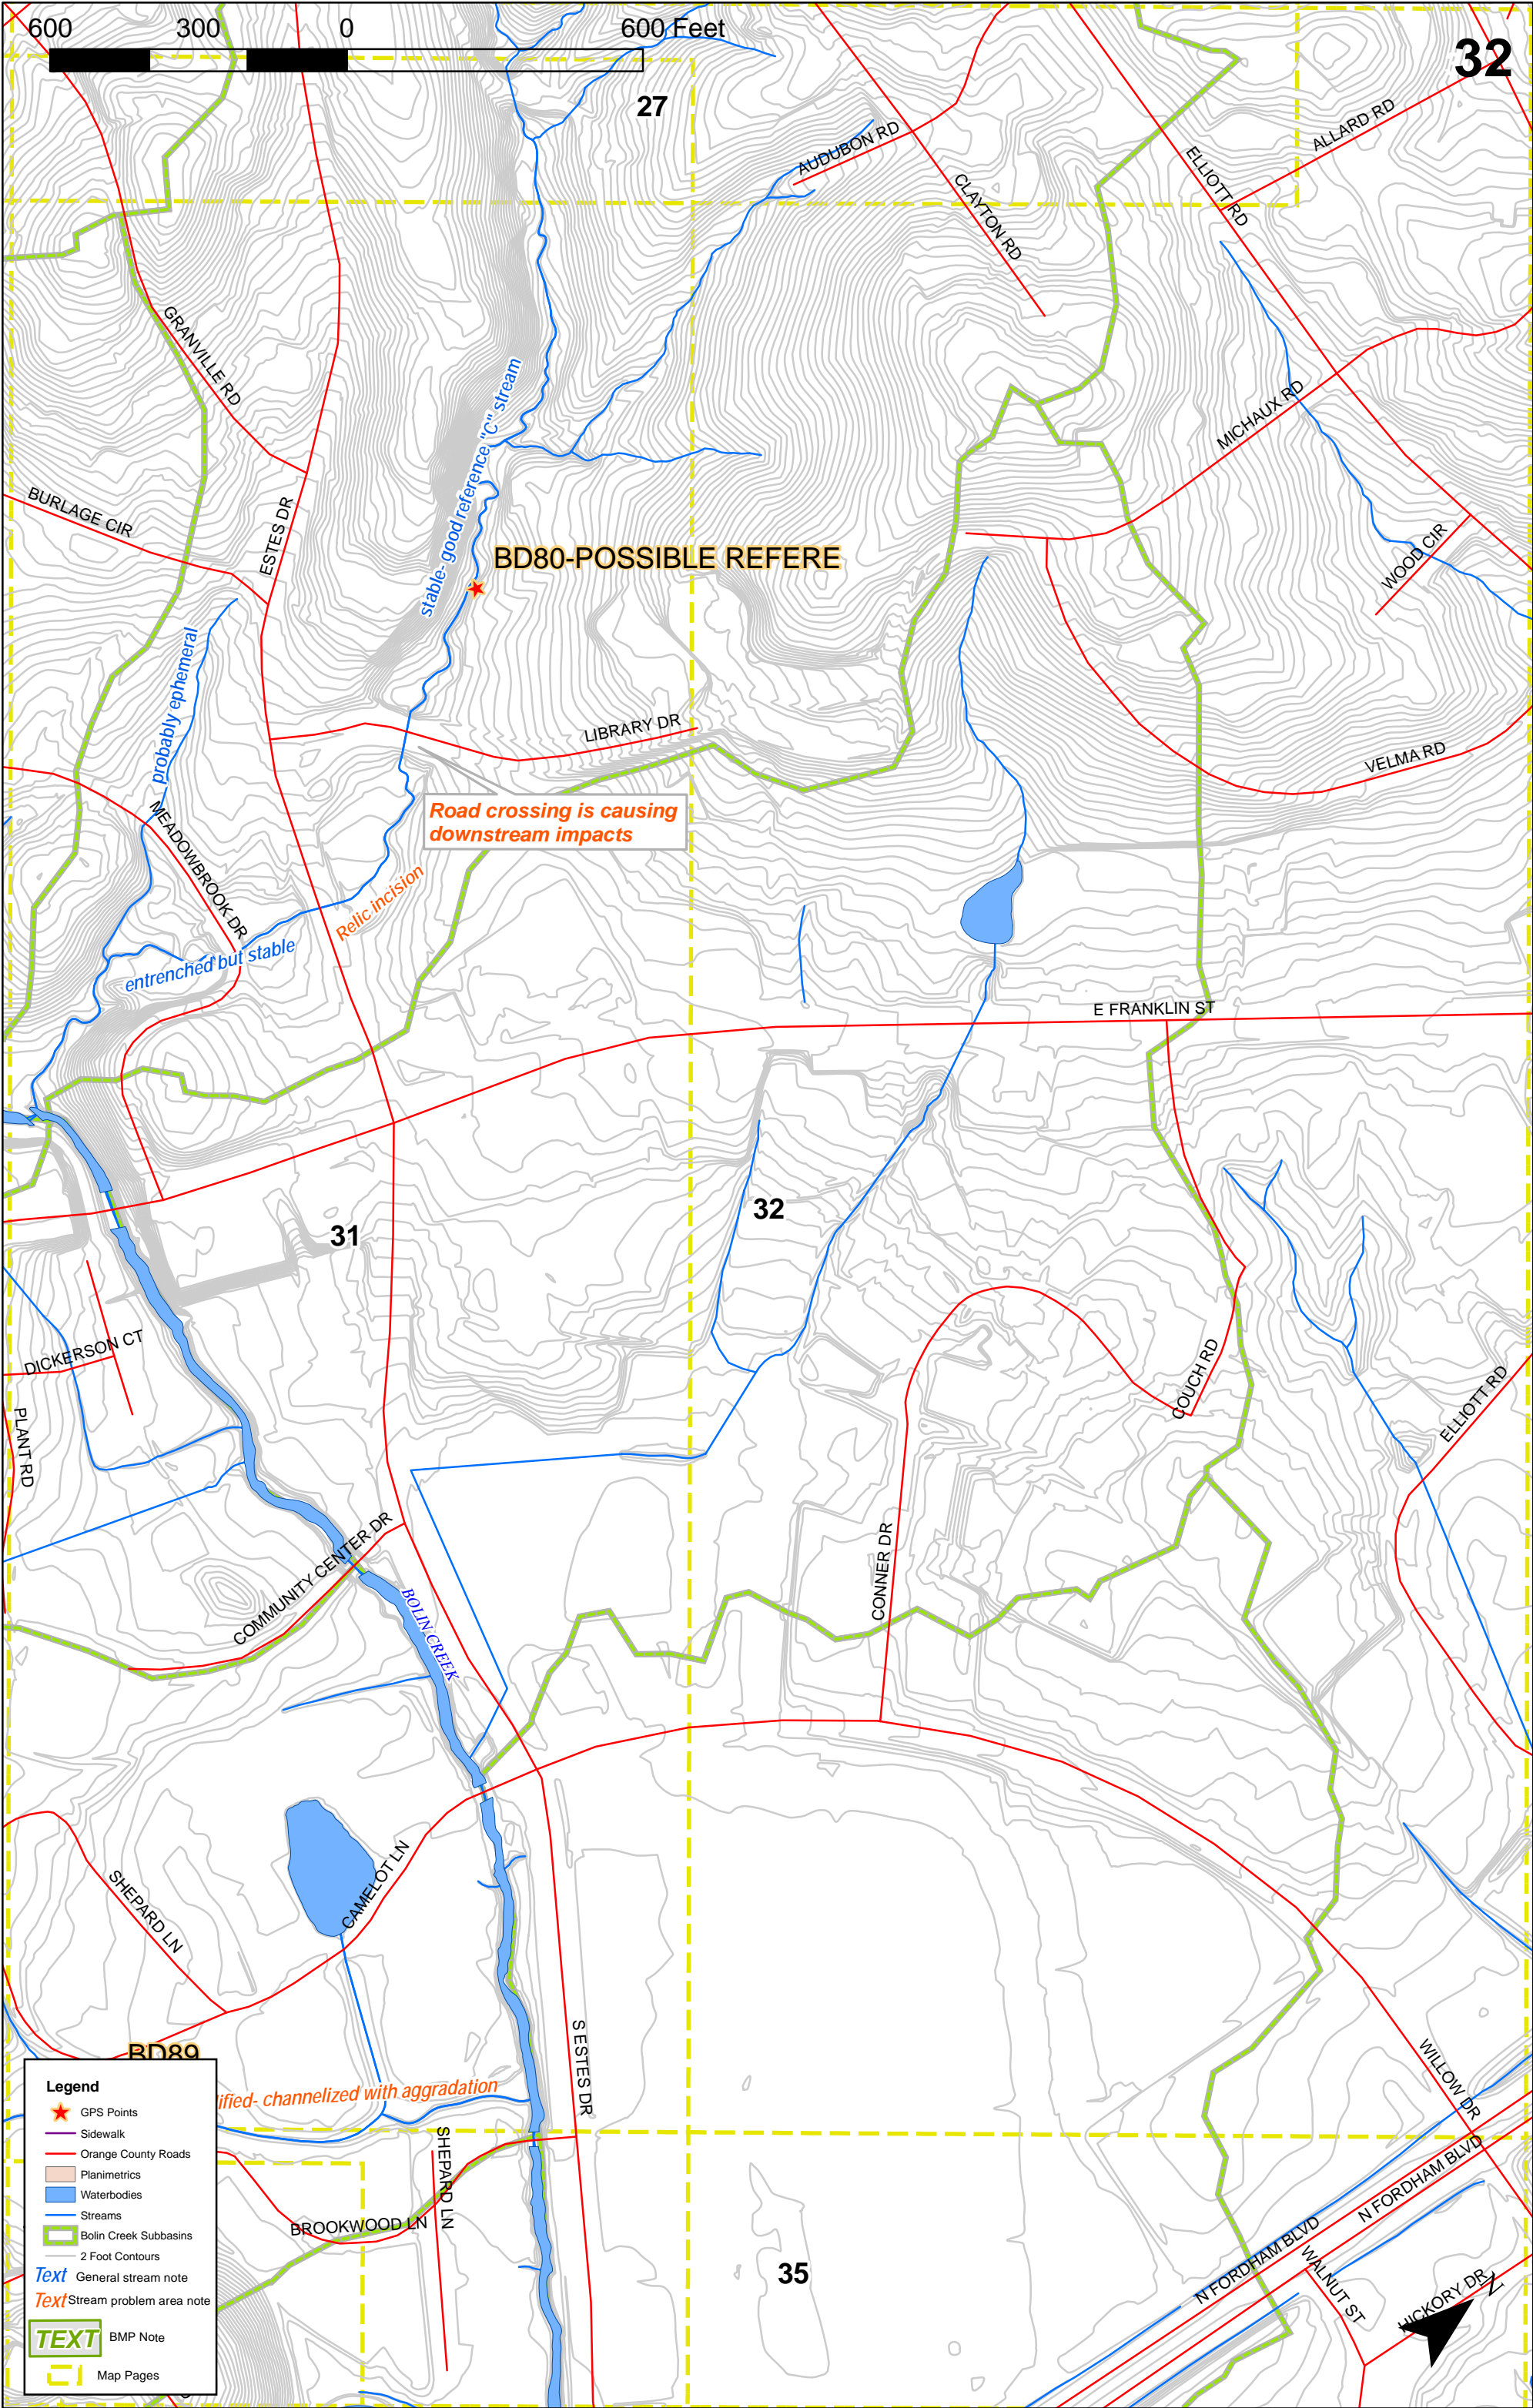 600 300 0 600 Feet
32
27
AUDUBON RD
ALLARD RD
CLAYTON RD
ELLIOTT RD
GRANVILLE RD
stable- good reference "C" stream
MICHAUX RD
BURLAGE CIR
ESTES DR
BD80-POSSIBLE REFERE
WOOD CIR
probably ephemeral
LIBRARY DR
VELMA RD
Road crossing is causing
downstream impacts
MEADOWBROOK DR
Relic incision
entrenched but stable
E FRANKLIN ST
31
32
DICKERSON CT
PLANT RD
COUCH RD
ELLIOTT RD
COMMUNITY CENTER DR
CONNER DR
BOLIN CREEK
SHEPARD LN
CAMELOT LN
S ESTES DR
BD89
ified- channelized with aggradation
WILLOW DR
SHEPARD LN
BROOKWOOD LN
N FORDHAM BLVD
N FORDHAM BLVD
WALNUT ST
HICKORY DR
N
35
Legend
GPS Points
Sidewalk
Orange County Roads
Planimetrics
Waterbodies
Streams
Bolin Creek Subbasins
2 Foot Contours
Text General stream note
Text Stream problem area note
TEXT BMP Note
Map Pages